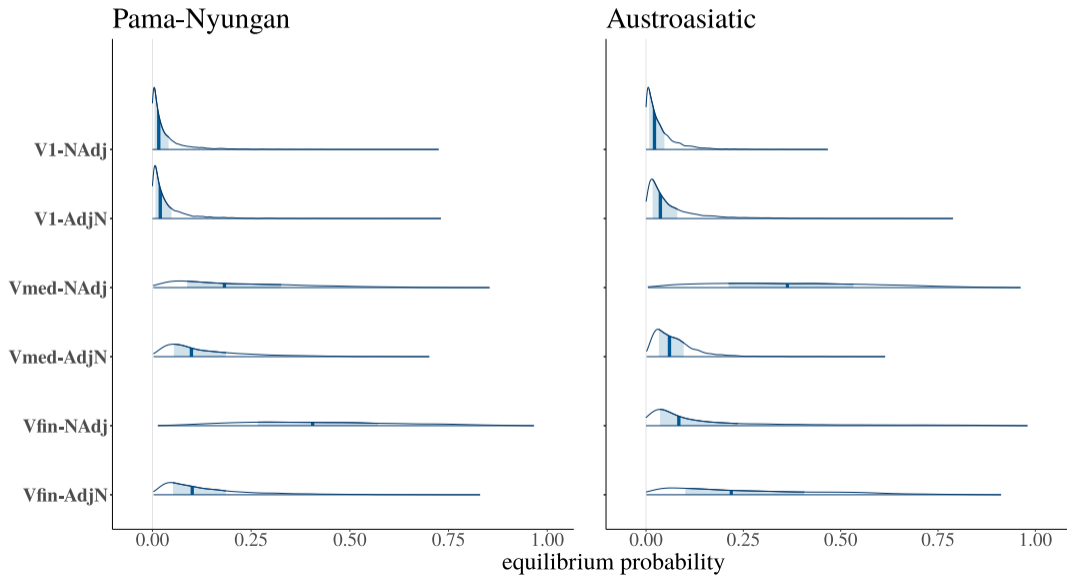 Pama-Nyungan
Austroasiatic
V1-NAdj
V1-AdjN
Vmed-NAdj
Vmed-AdjN
Vfin-NAdj
Vfin-AdjN
0.00 0.25 0.50 0.75 1.00
0.00 0.25 0.50 0.75 1.00
equilibrium probability